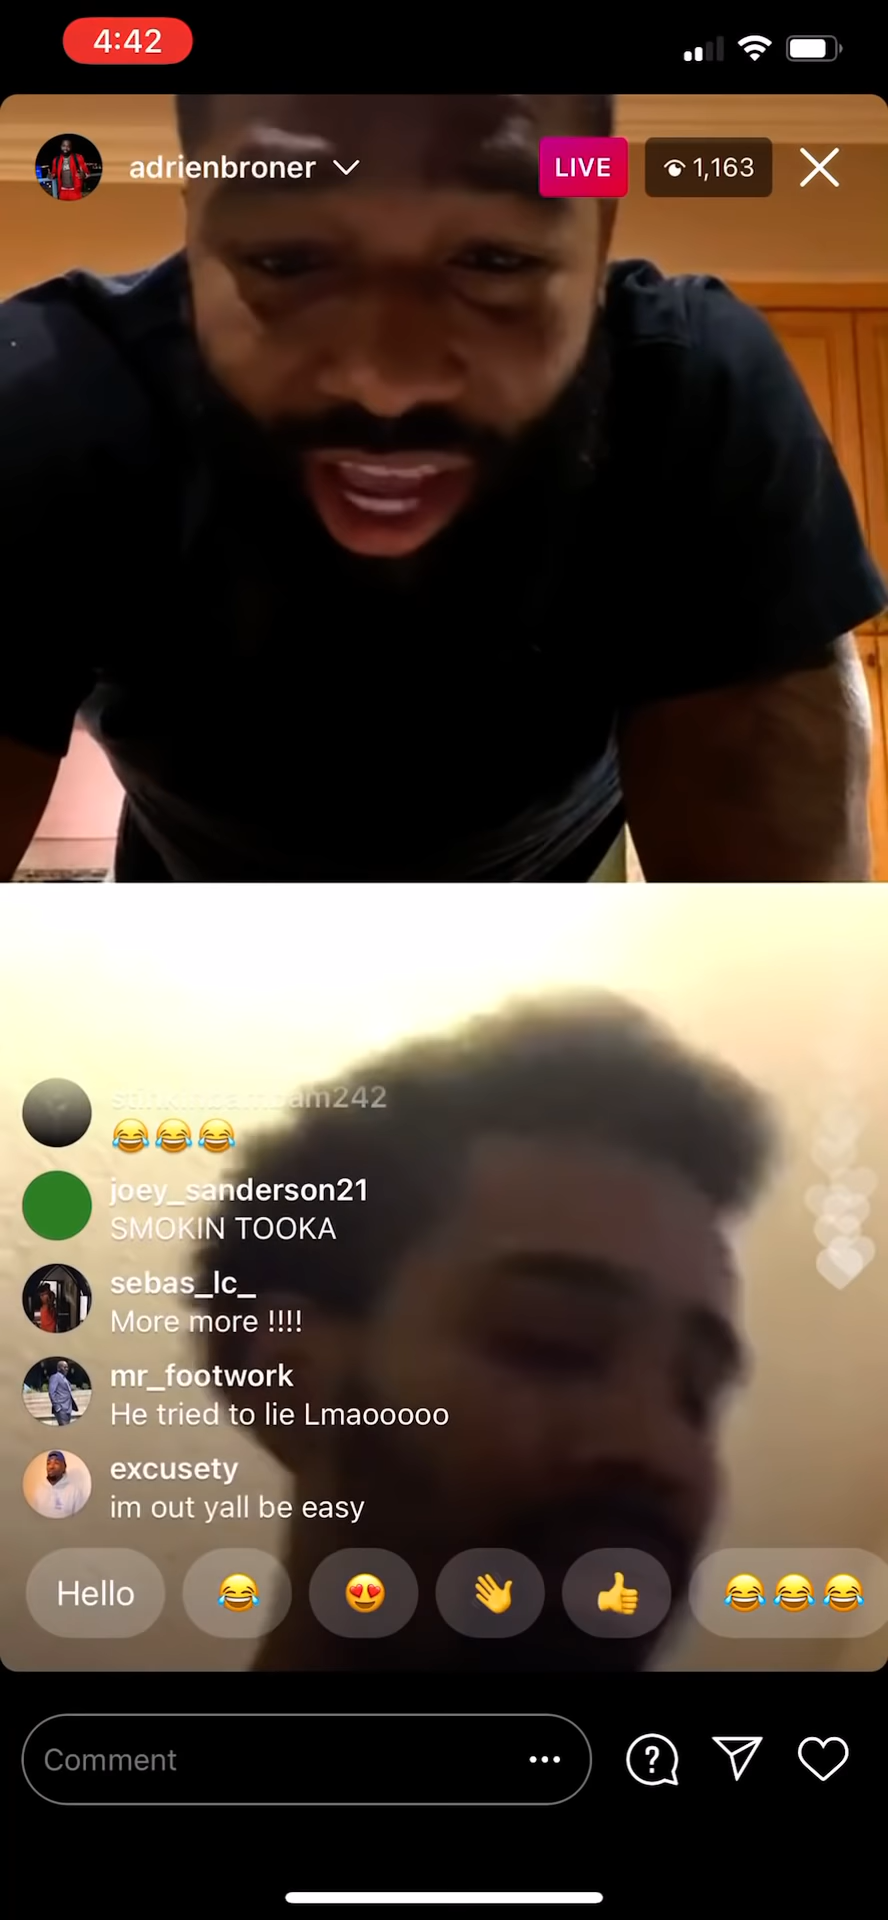 4:42
adrienbroner
LIVE
1,163
😂😂😂
joey_sanderson21
SMOKIN TOOKA
sebas_lc_
More more !!!!
mr_footwork
He tried to lie Lmaooooo
excusety
im out yall be easy
Hello 😂 😍 👋 👍 😂😂😂
Comment